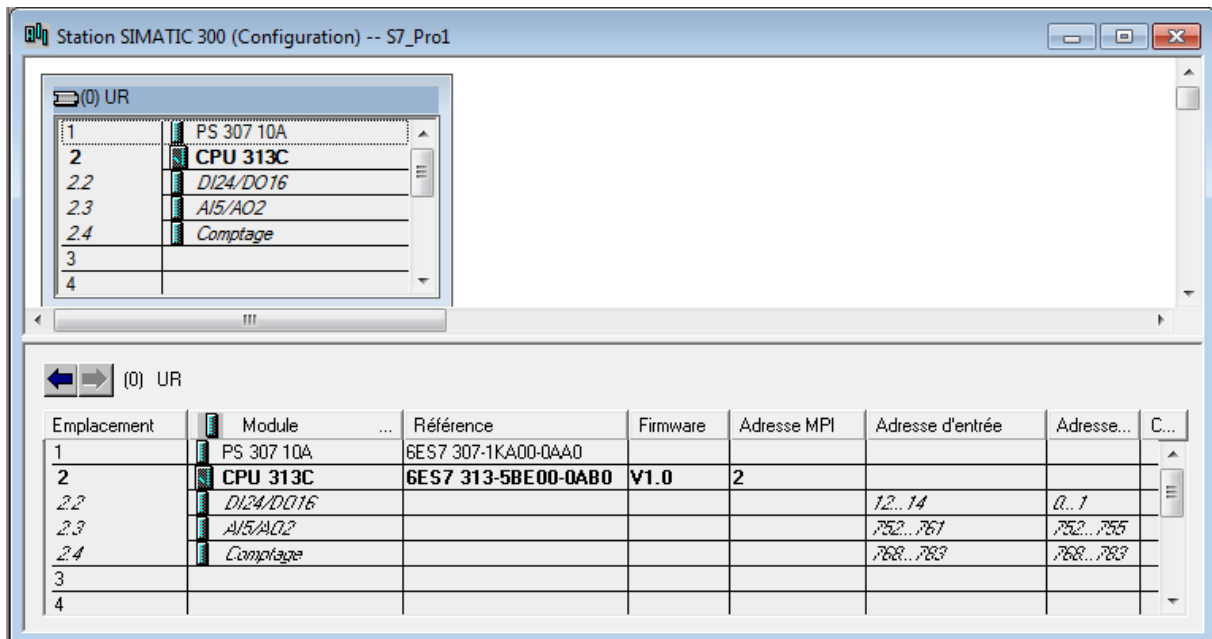 Station SIMATIC 300 (Configuration) -- S7_Pro1
(0) UR
1 PS 307 10A
2 CPU 313C
2.2 DI24/DO16
2.3 AI5/AO2
2.4 Comptage
3
4
(0) UR
Emplacement Module ... Référence Firmware Adresse MPI Adresse d'entrée Adresse... C...
1 PS 307 10A 6ES7 307-1KA00-0AA0
2 CPU 313C 6ES7 313-5BE00-0AB0 V1.0 2
2.2 DI24/DO16 12...14 0...1
2.3 AI5/AO2 752...761 752...755
2.4 Comptage 768...783 768...783
3
4